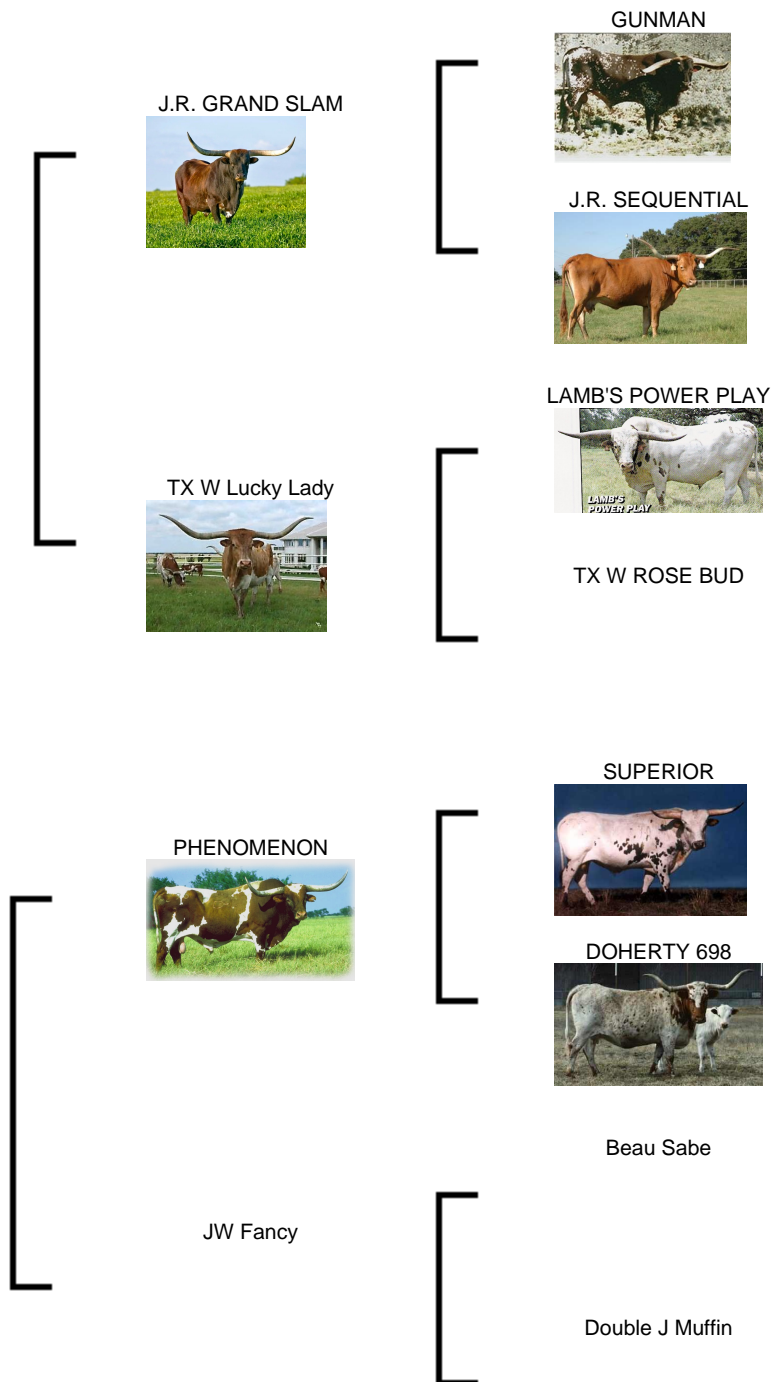 GUNMAN
J.R. GRAND SLAM
J.R. SEQUENTIAL
LAMB'S POWER PLAY
LAMB'S
POWER PLAY
TX W Lucky Lady
TX W ROSE BUD
SUPERIOR
PHENOMENON
DOHERTY 698
Beau Sabe
JW Fancy
Double J Muffin